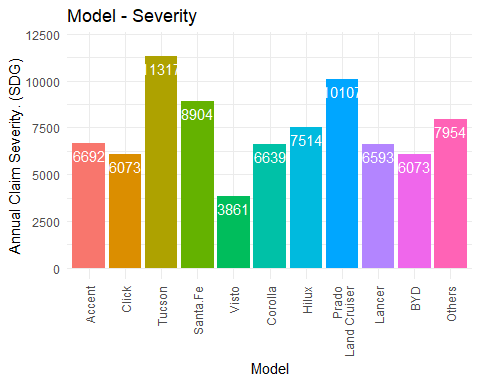 Model - Severity
Annual Claim Severity. (SDG)
12500
10000
7500
5000
2500
0
6692
6073
11317
8904
3861
6639
7514
10107
6593
6073
7954
Accent
Click
Tucson
Santa.Fe
Visto
Corolla
Hilux
Prado
Land Cruiser
Lancer
BYD
Others
Model